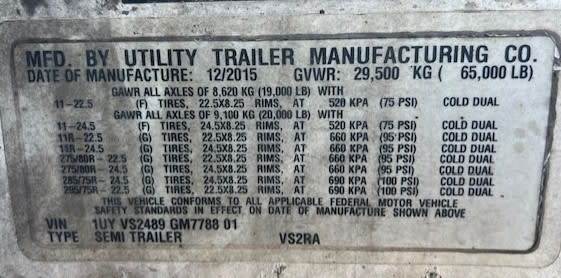 MFD. BY UTILITY TRAILER MANUFACTURING CO.
DATE OF MANUFACTURE: 12/2015 GVWR: 29,500 KG ( 65,000 LB)
GAWR ALL AXLES OF 8,620 KG (19,000 LB) WITH
11-22.5 (F) TIRES, 22.5X8.25 RIMS, AT 520 KPA (75 PSI) COLD DUAL
GAWR ALL AXLES OF 9,100 KG (20,000 LB) WITH
11-24.5 (F) TIRES, 24.5X8.25 RIMS, AT 520 KPA (75 PSI) COLD DUAL
11R-22.5 (G) TIRES, 22.5X8.25 RIMS, AT 660 KPA (95 PSI) COLD DUAL
11R-24.5 (G) TIRES, 24.5X8.25 RIMS, AT 660 KPA (95 PSI) COLD DUAL
275/80R-22.5 (G) TIRES, 22.5X8.25 RIMS, AT 660 KPA (95 PSI) COLD DUAL
275/80R-24.5 (G) TIRES, 24.5X8.25 RIMS, AT 660 KPA (95 PSI) COLD DUAL
285/75R-24.5 (G) TIRES, 24.5X8.25 RIMS, AT 690 KPA (100 PSI) COLD DUAL
295/75R-22.5 (G) TIRES, 22.5X8.25 RIMS, AT 690 KPA (100 PSI) COLD DUAL
THIS VEHICLE CONFORMS TO ALL APPLICABLE FEDERAL MOTOR VEHICLE
SAFETY STANDARDS IN EFFECT ON DATE OF MANUFACTURE SHOWN ABOVE
VIN 1UY VS2489 GM7788 01
TYPE SEMI TRAILER VS2RA